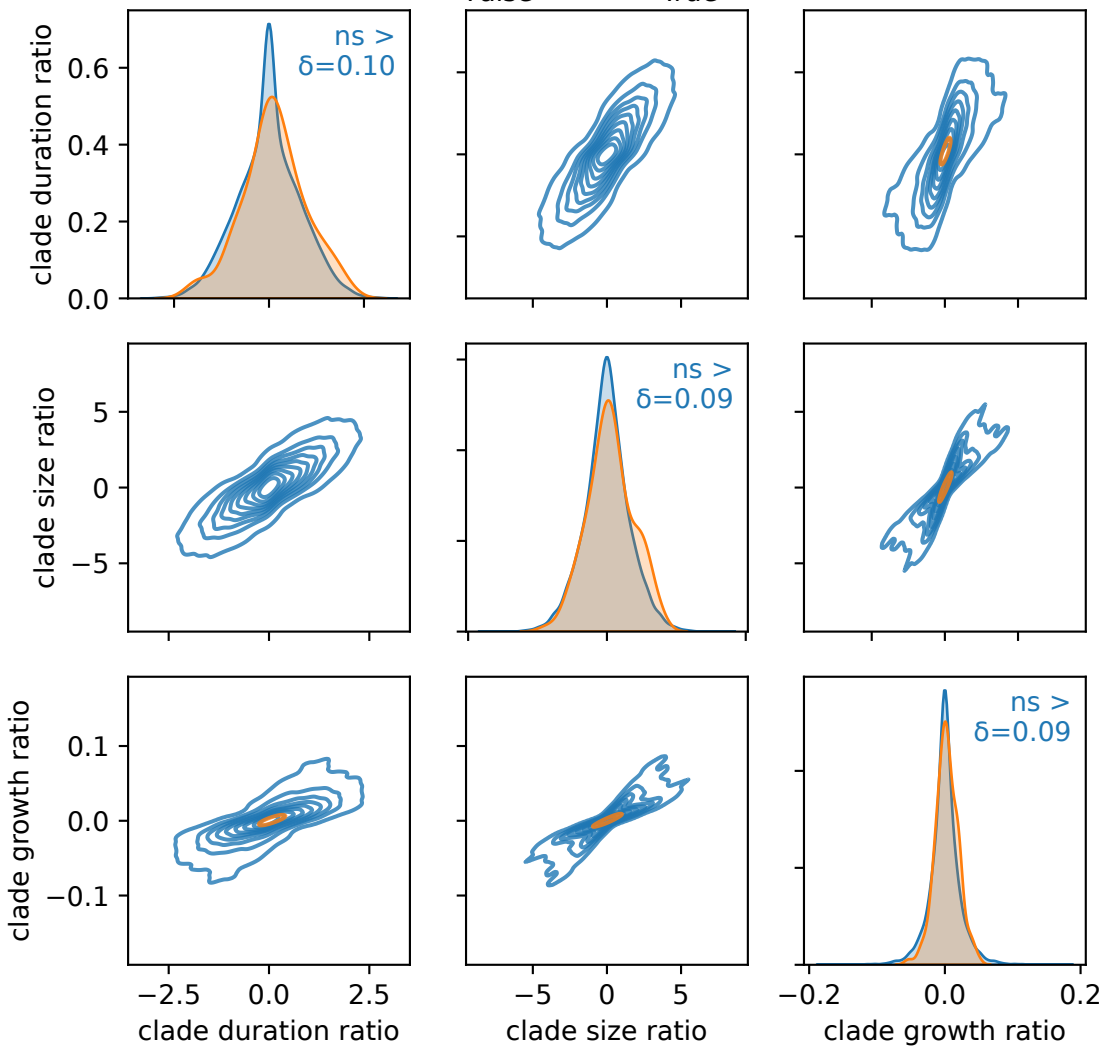 clade duration ratio
0.6
0.4
0.2
0.0
ns >
δ=0.10
clade size ratio
5
0
−5
ns >
δ=0.09
clade growth ratio
0.1
0.0
−0.1
ns >
δ=0.09
−2.5 0.0 2.5
−5 0 5
−0.2 0.0 0.2
clade duration ratio
clade size ratio
clade growth ratio